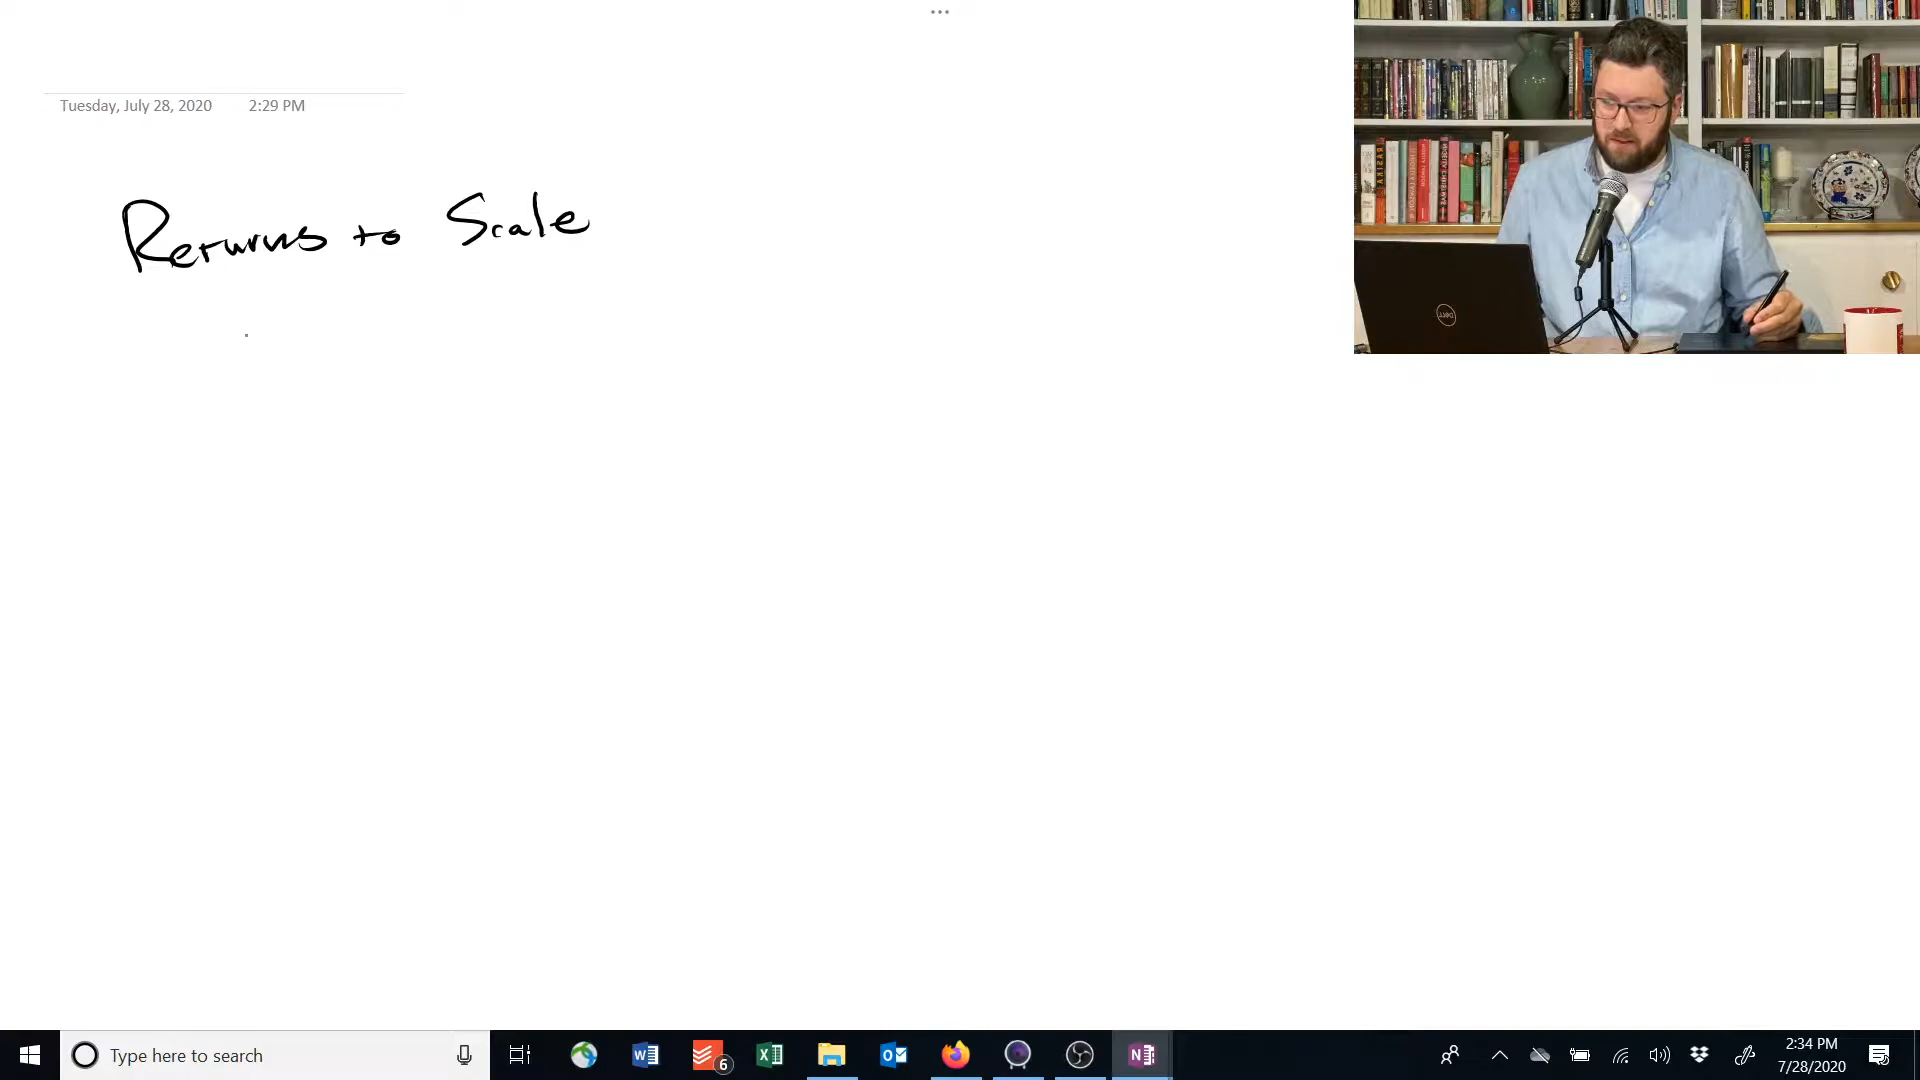 Tuesday, July 28, 2020 2:29 PM
Returns to Scale
Type here to search
6
2:34 PM
7/28/2020